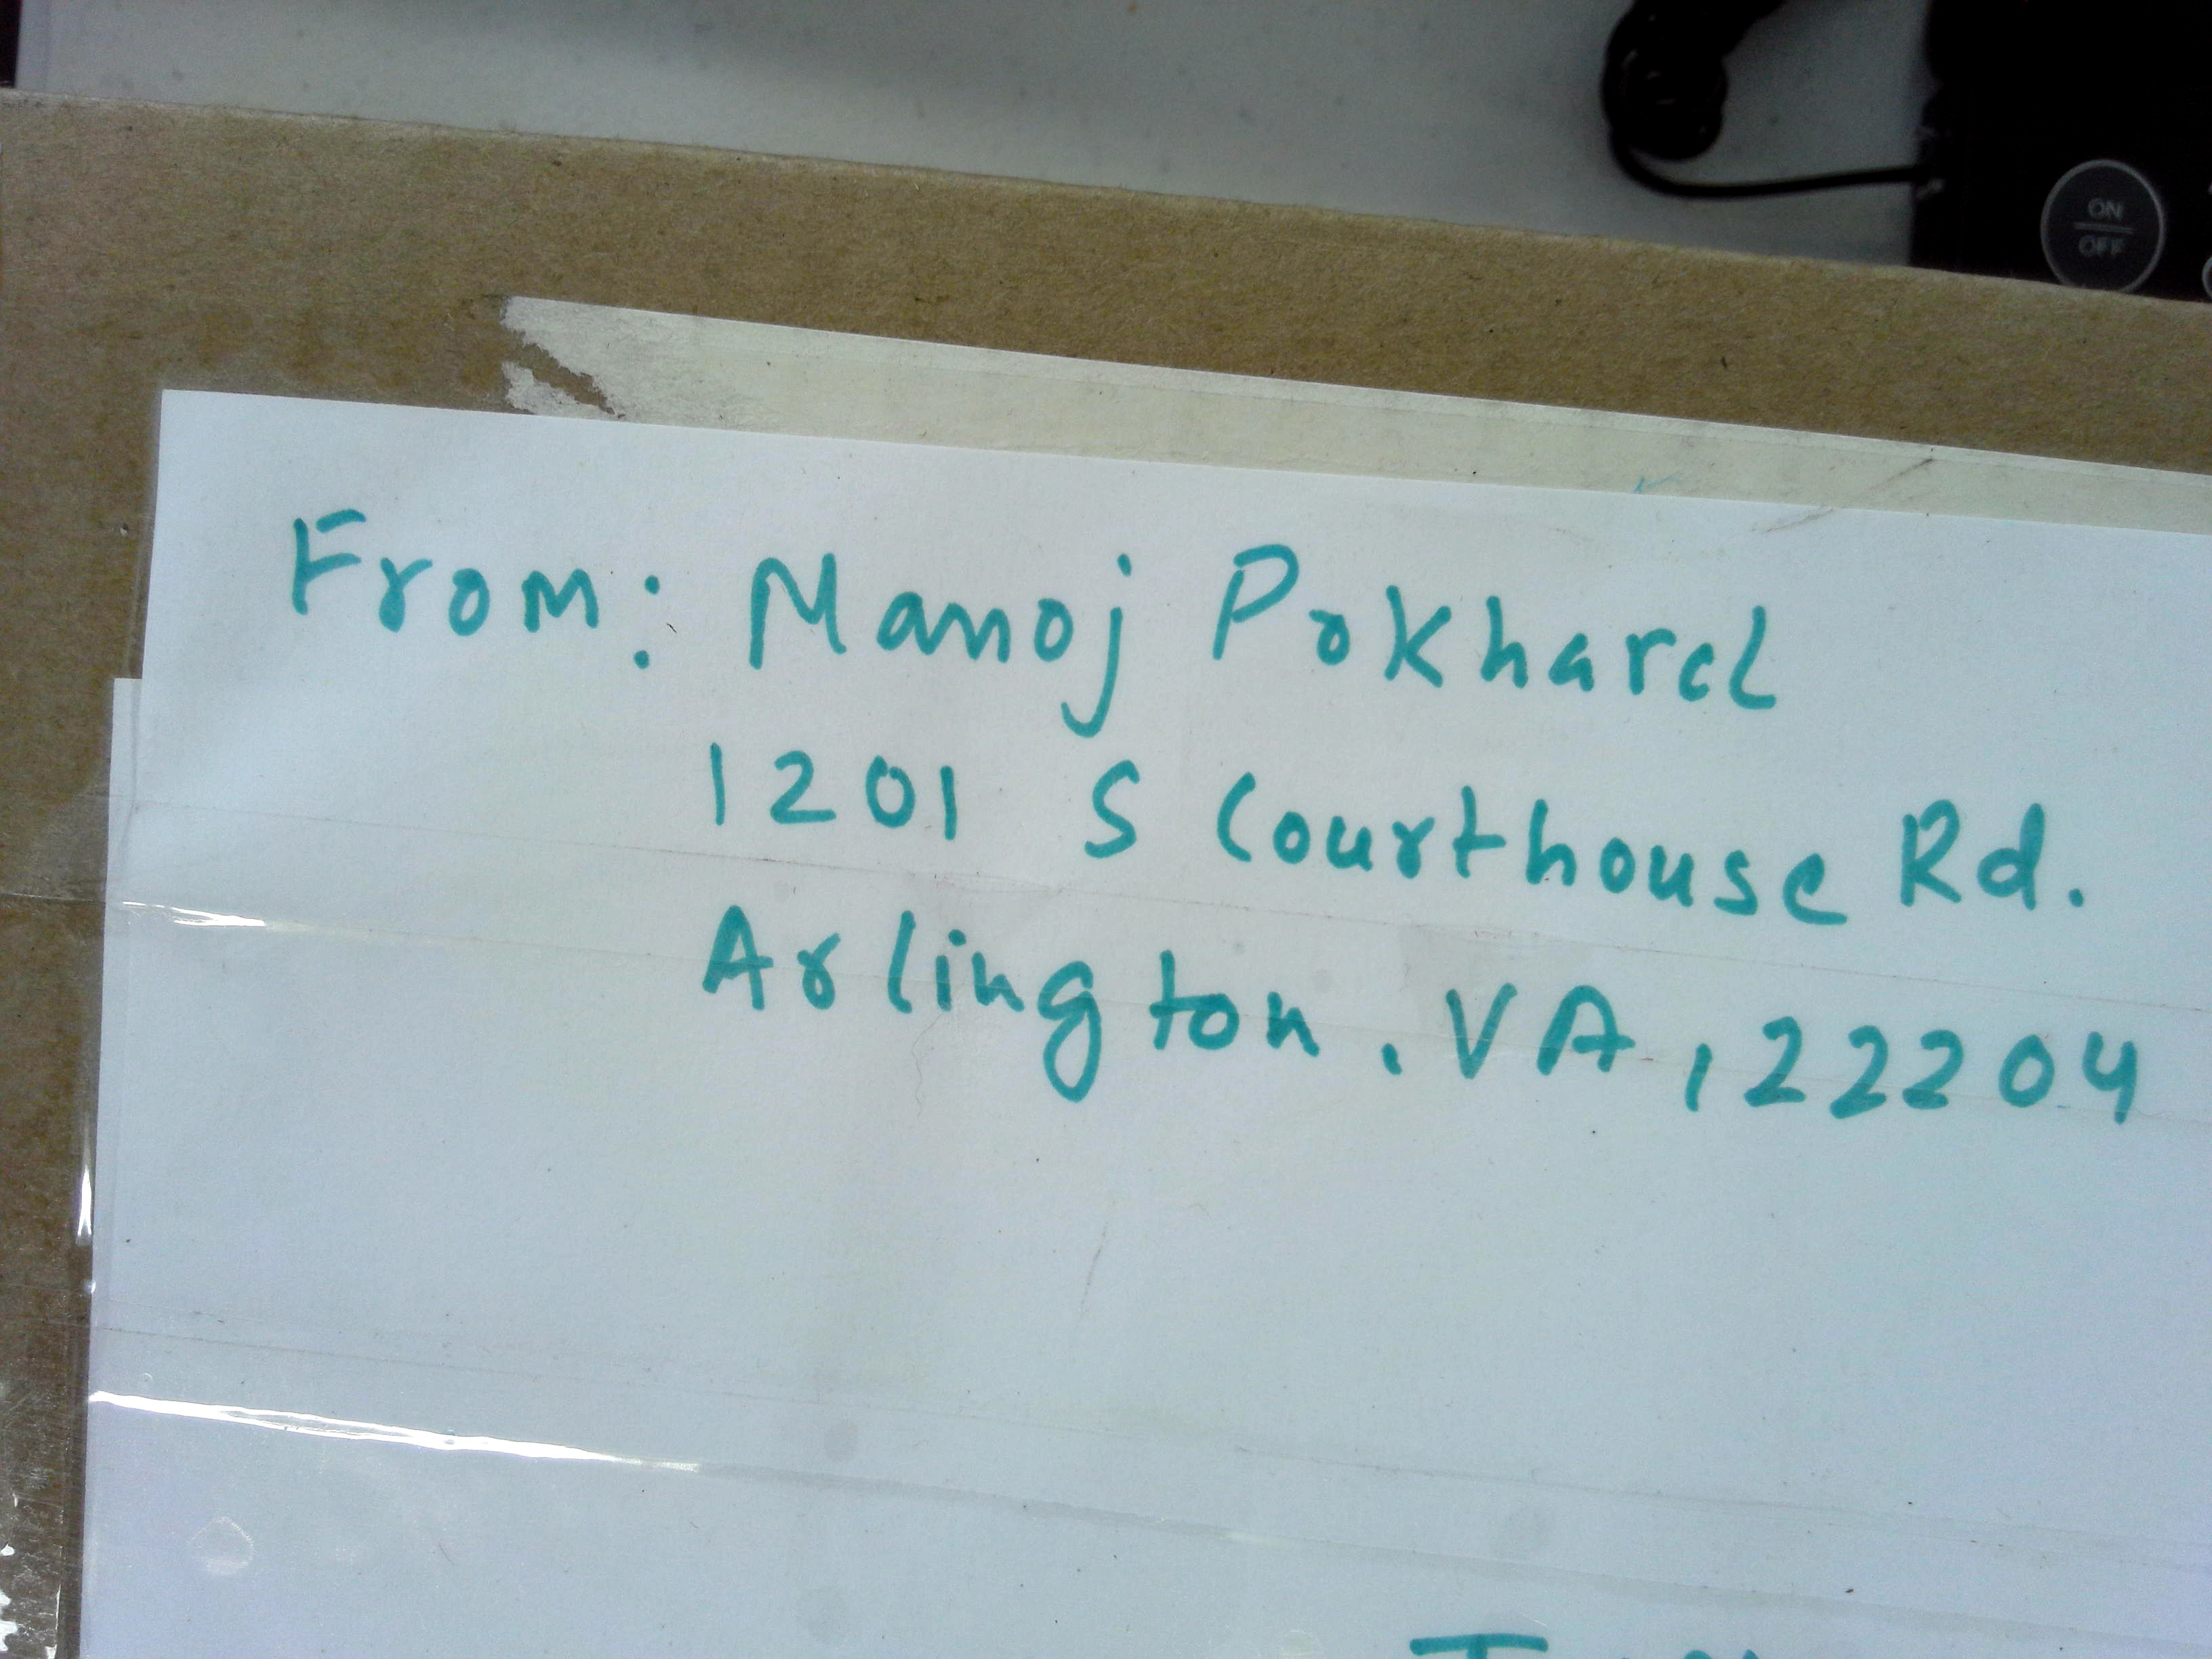 ON
OFF
From: Manoj Pokharel
1201 S Courthouse Rd.
Arlington, VA, 22204